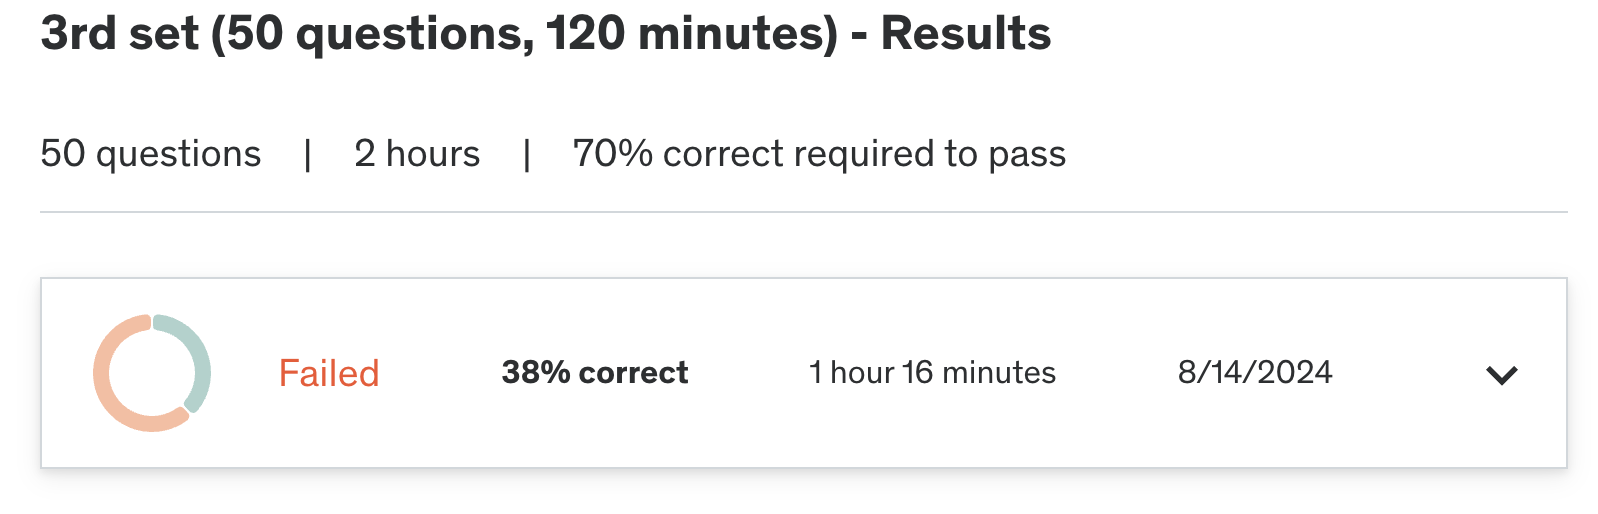 3rd set (50 questions, 120 minutes) - Results
50 questions | 2 hours | 70% correct required to pass
Failed 38% correct 1 hour 16 minutes 8/14/2024